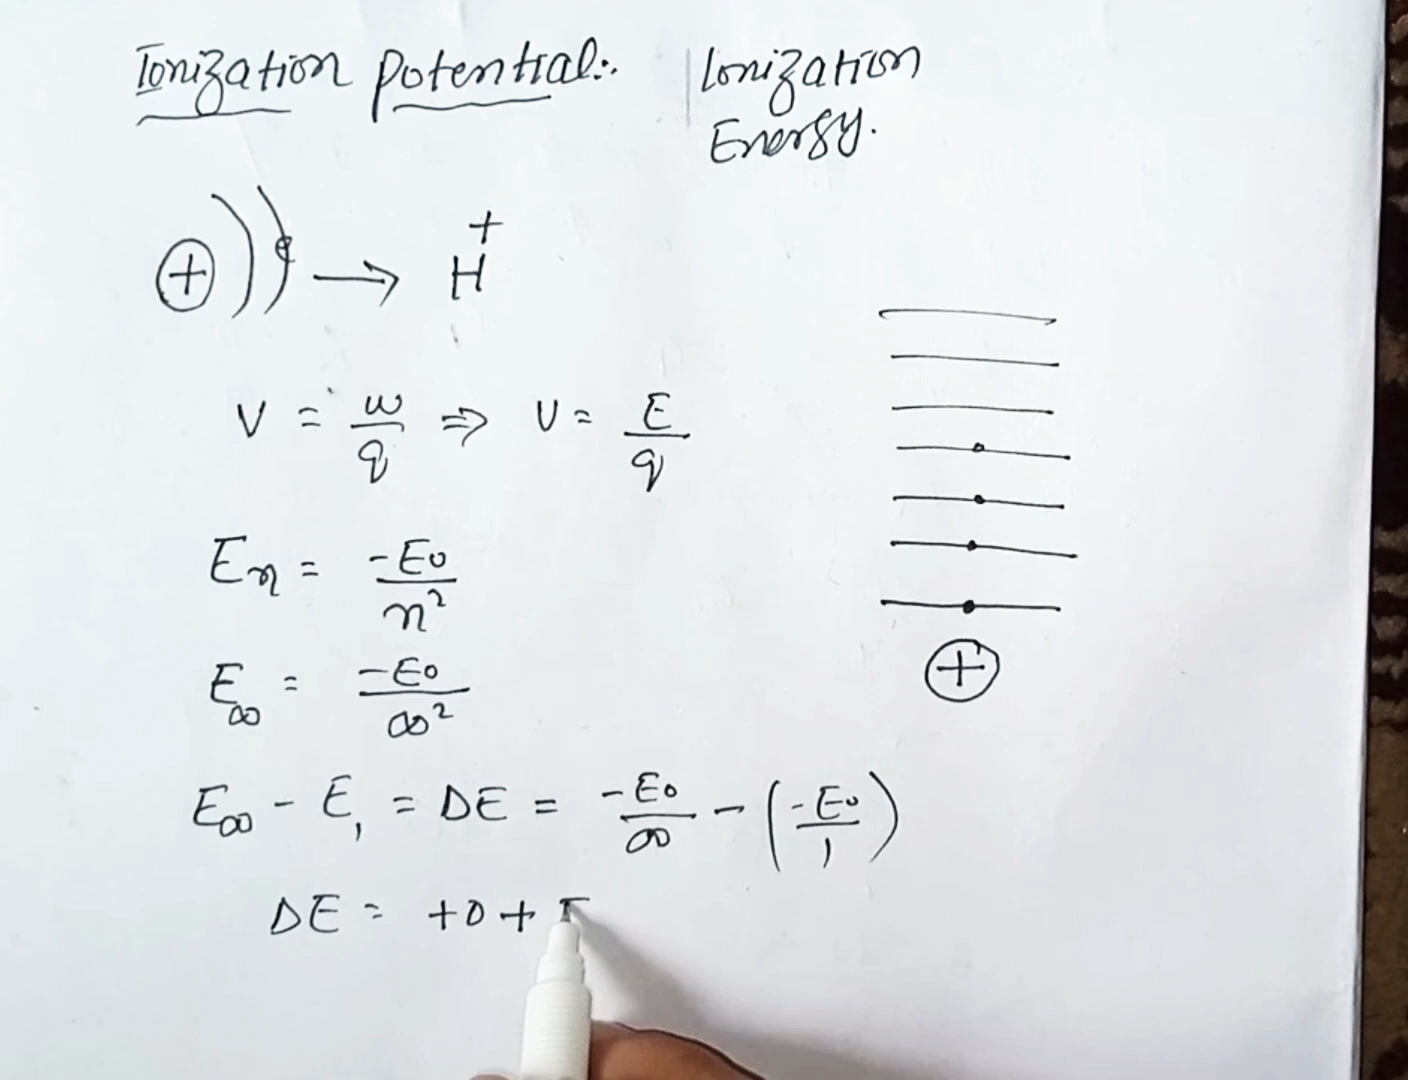 Ionization Potential:. | Ionization
Energy.
+ → H⁺
V = w/q ⇒ V = E/q
En = -E0/n²
E∞ = -E0/∞²
E∞ - E1 = ΔE = -E0/∞ - (-E0/1)
ΔE = +0+
+